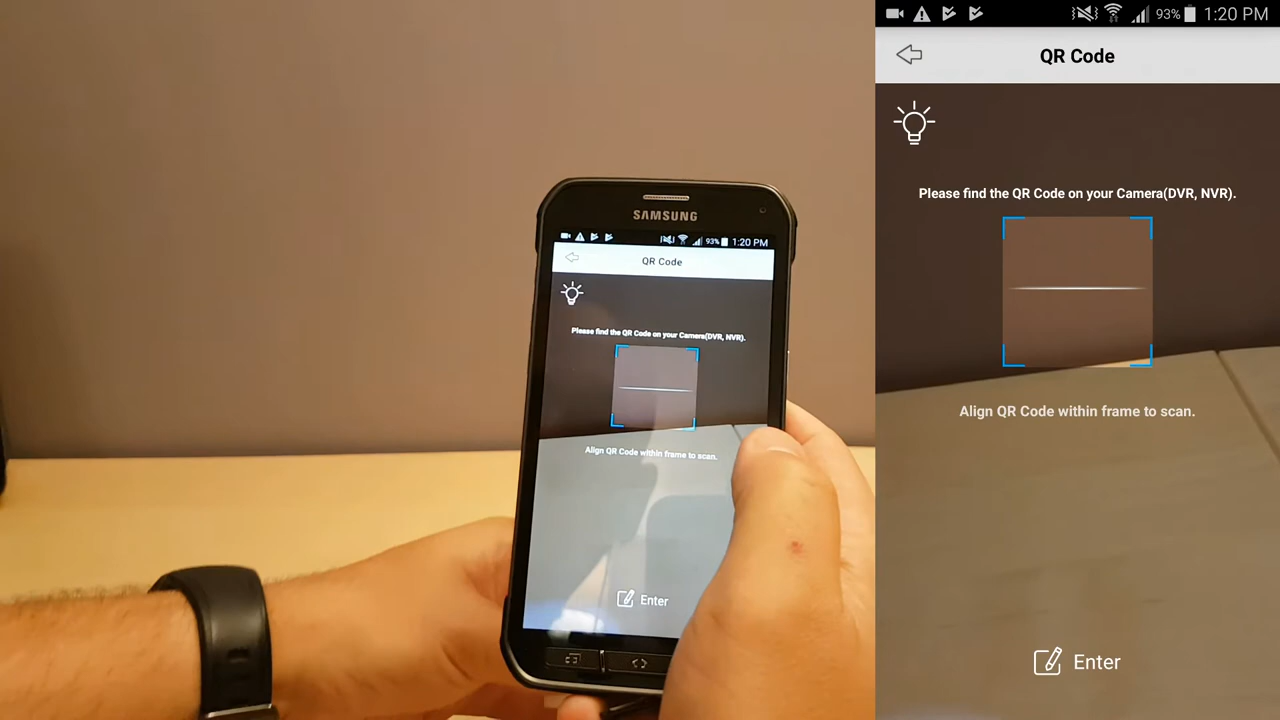 SAMSUNG
93% 1:20 PM
QR Code
Please find the QR Code on your Camera(DVR, NVR).
Align QR Code within frame to scan.
Enter
93% 1:20 PM
QR Code
Please find the QR Code on your Camera(DVR, NVR).
Align QR Code within frame to scan.
Enter